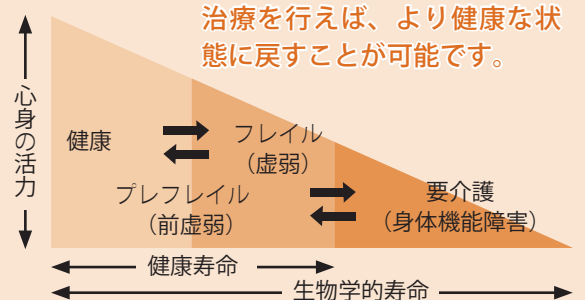 治療を行えば、より健康な状
態に戻すことが可能です。
心身の活力
健康
フレイル
（虚弱）
プレフレイル
（前虚弱）
要介護
（身体機能障害）
健康寿命
生物学的寿命